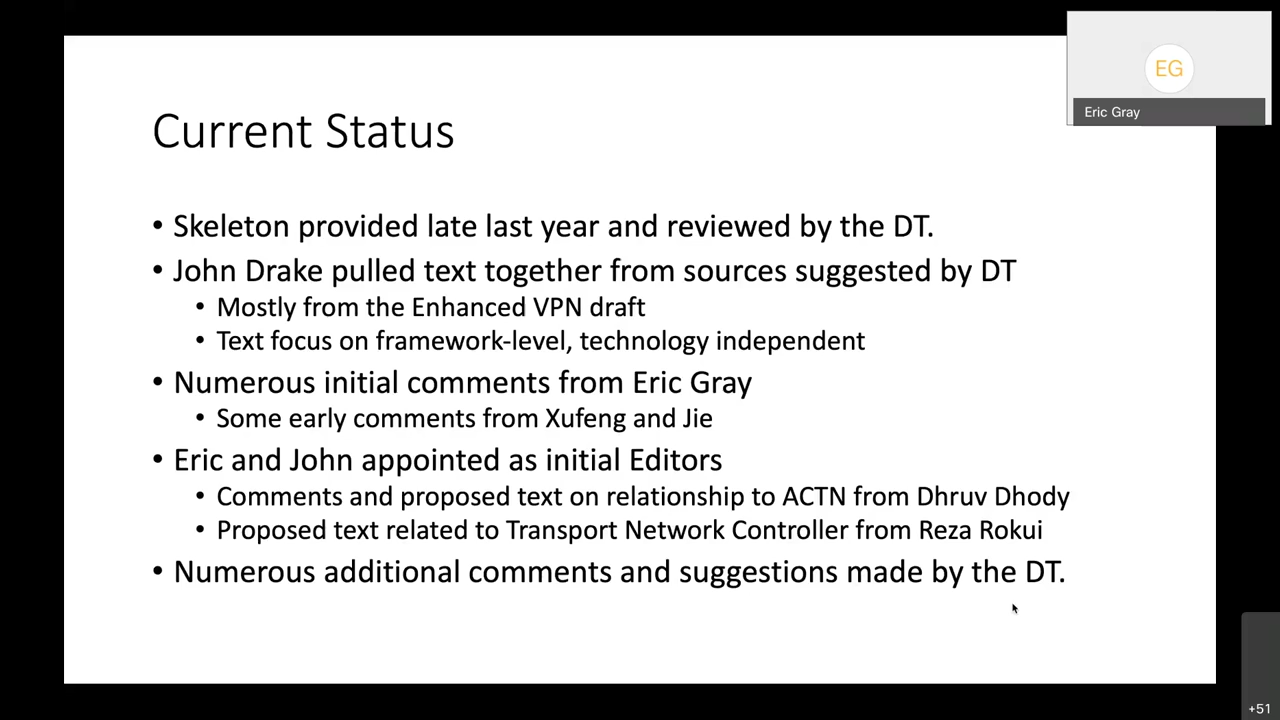 EG
Eric Gray
Current Status
• Skeleton provided late last year and reviewed by the DT.
• John Drake pulled text together from sources suggested by DT
• Mostly from the Enhanced VPN draft
• Text focus on framework-level, technology independent
• Numerous initial comments from Eric Gray
• Some early comments from Xufeng and Jie
• Eric and John appointed as initial Editors
• Comments and proposed text on relationship to ACTN from Dhruv Dhody
• Proposed text related to Transport Network Controller from Reza Rokui
• Numerous additional comments and suggestions made by the DT.
+51